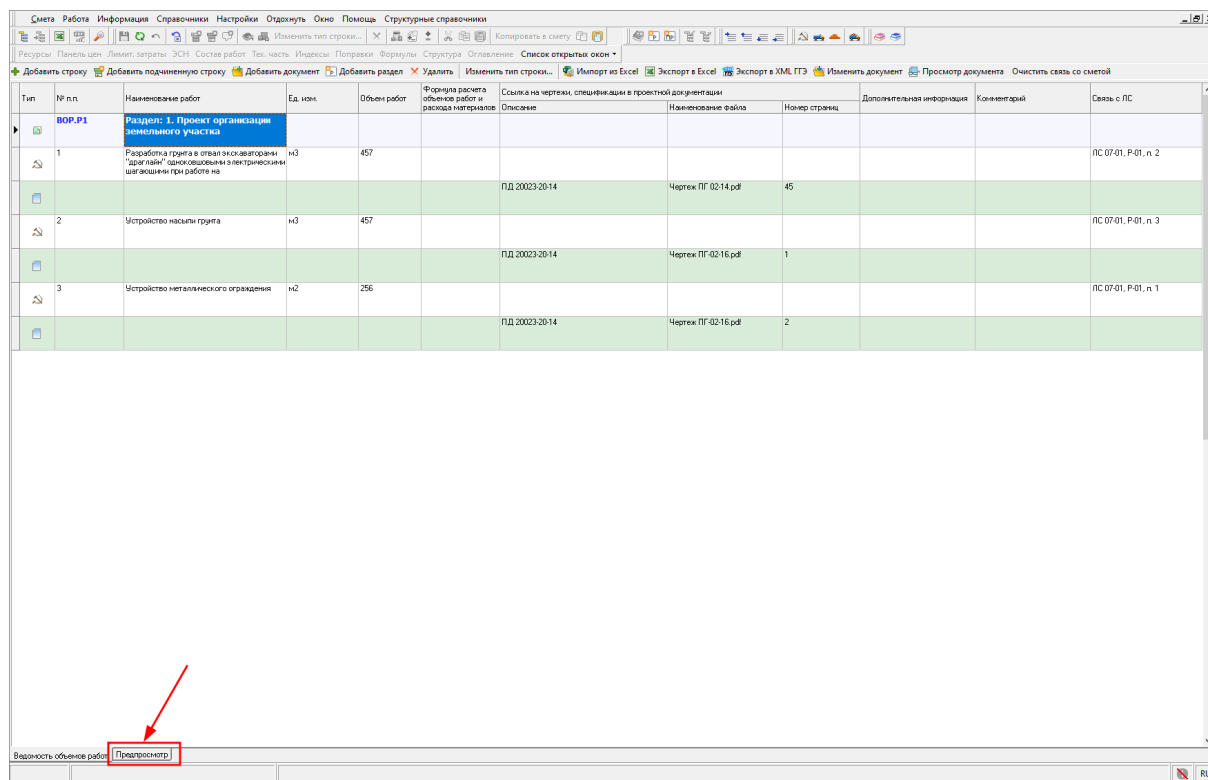 Смета Работа Информация Справочники Настройки Отдохнуть Окно Помощь Структурные справочники
Изменить тип строки... Копировать в смету
Ресурсы Панель цен Лимит. затраты ЭСН Состав работ Тех. часть Индексы Поправки Формулы Структура Оглавление Список открытых окон
Добавить строку Добавить подчиненную строку Добавить документ Добавить раздел Удалить Изменить тип строки... Импорт из Excel Экспорт в Excel Экспорт в XML ГГЭ Изменить документ Просмотр документа Очистить связь со сметой
Тип № п.п. Наименование работ Ед. изм. Объем работ Формула расчета объемов работ и расхода материалов Ссылка на чертежи, спецификации в проектной документации Дополнительная информация Комментарий Связь с ЛС
Описание Наименование файла Номер страниц
ВОР.Р1 Раздел: 1. Проект организации
земельного участка
1 Разработка грунта в отвал экскаваторами м3 457 ЛС 07-01, Р-01, п. 2
"драглайн" одноковшовыми электрическими
шагающими при работе на
ПД 20023-20-14 Чертеж ПГ 02-14.pdf 45
2 Устройство насыпи грунта м3 457 ЛС 07-01, Р-01, п. 3
ПД 20023-20-14 Чертеж ПГ-02-16.pdf 1
3 Устройство металлического ограждения м2 256 ЛС 07-01, Р-01, п. 1
ПД 20023-20-14 Чертеж ПГ-02-16.pdf 2
Ведомость объемов работ Предпросмотр